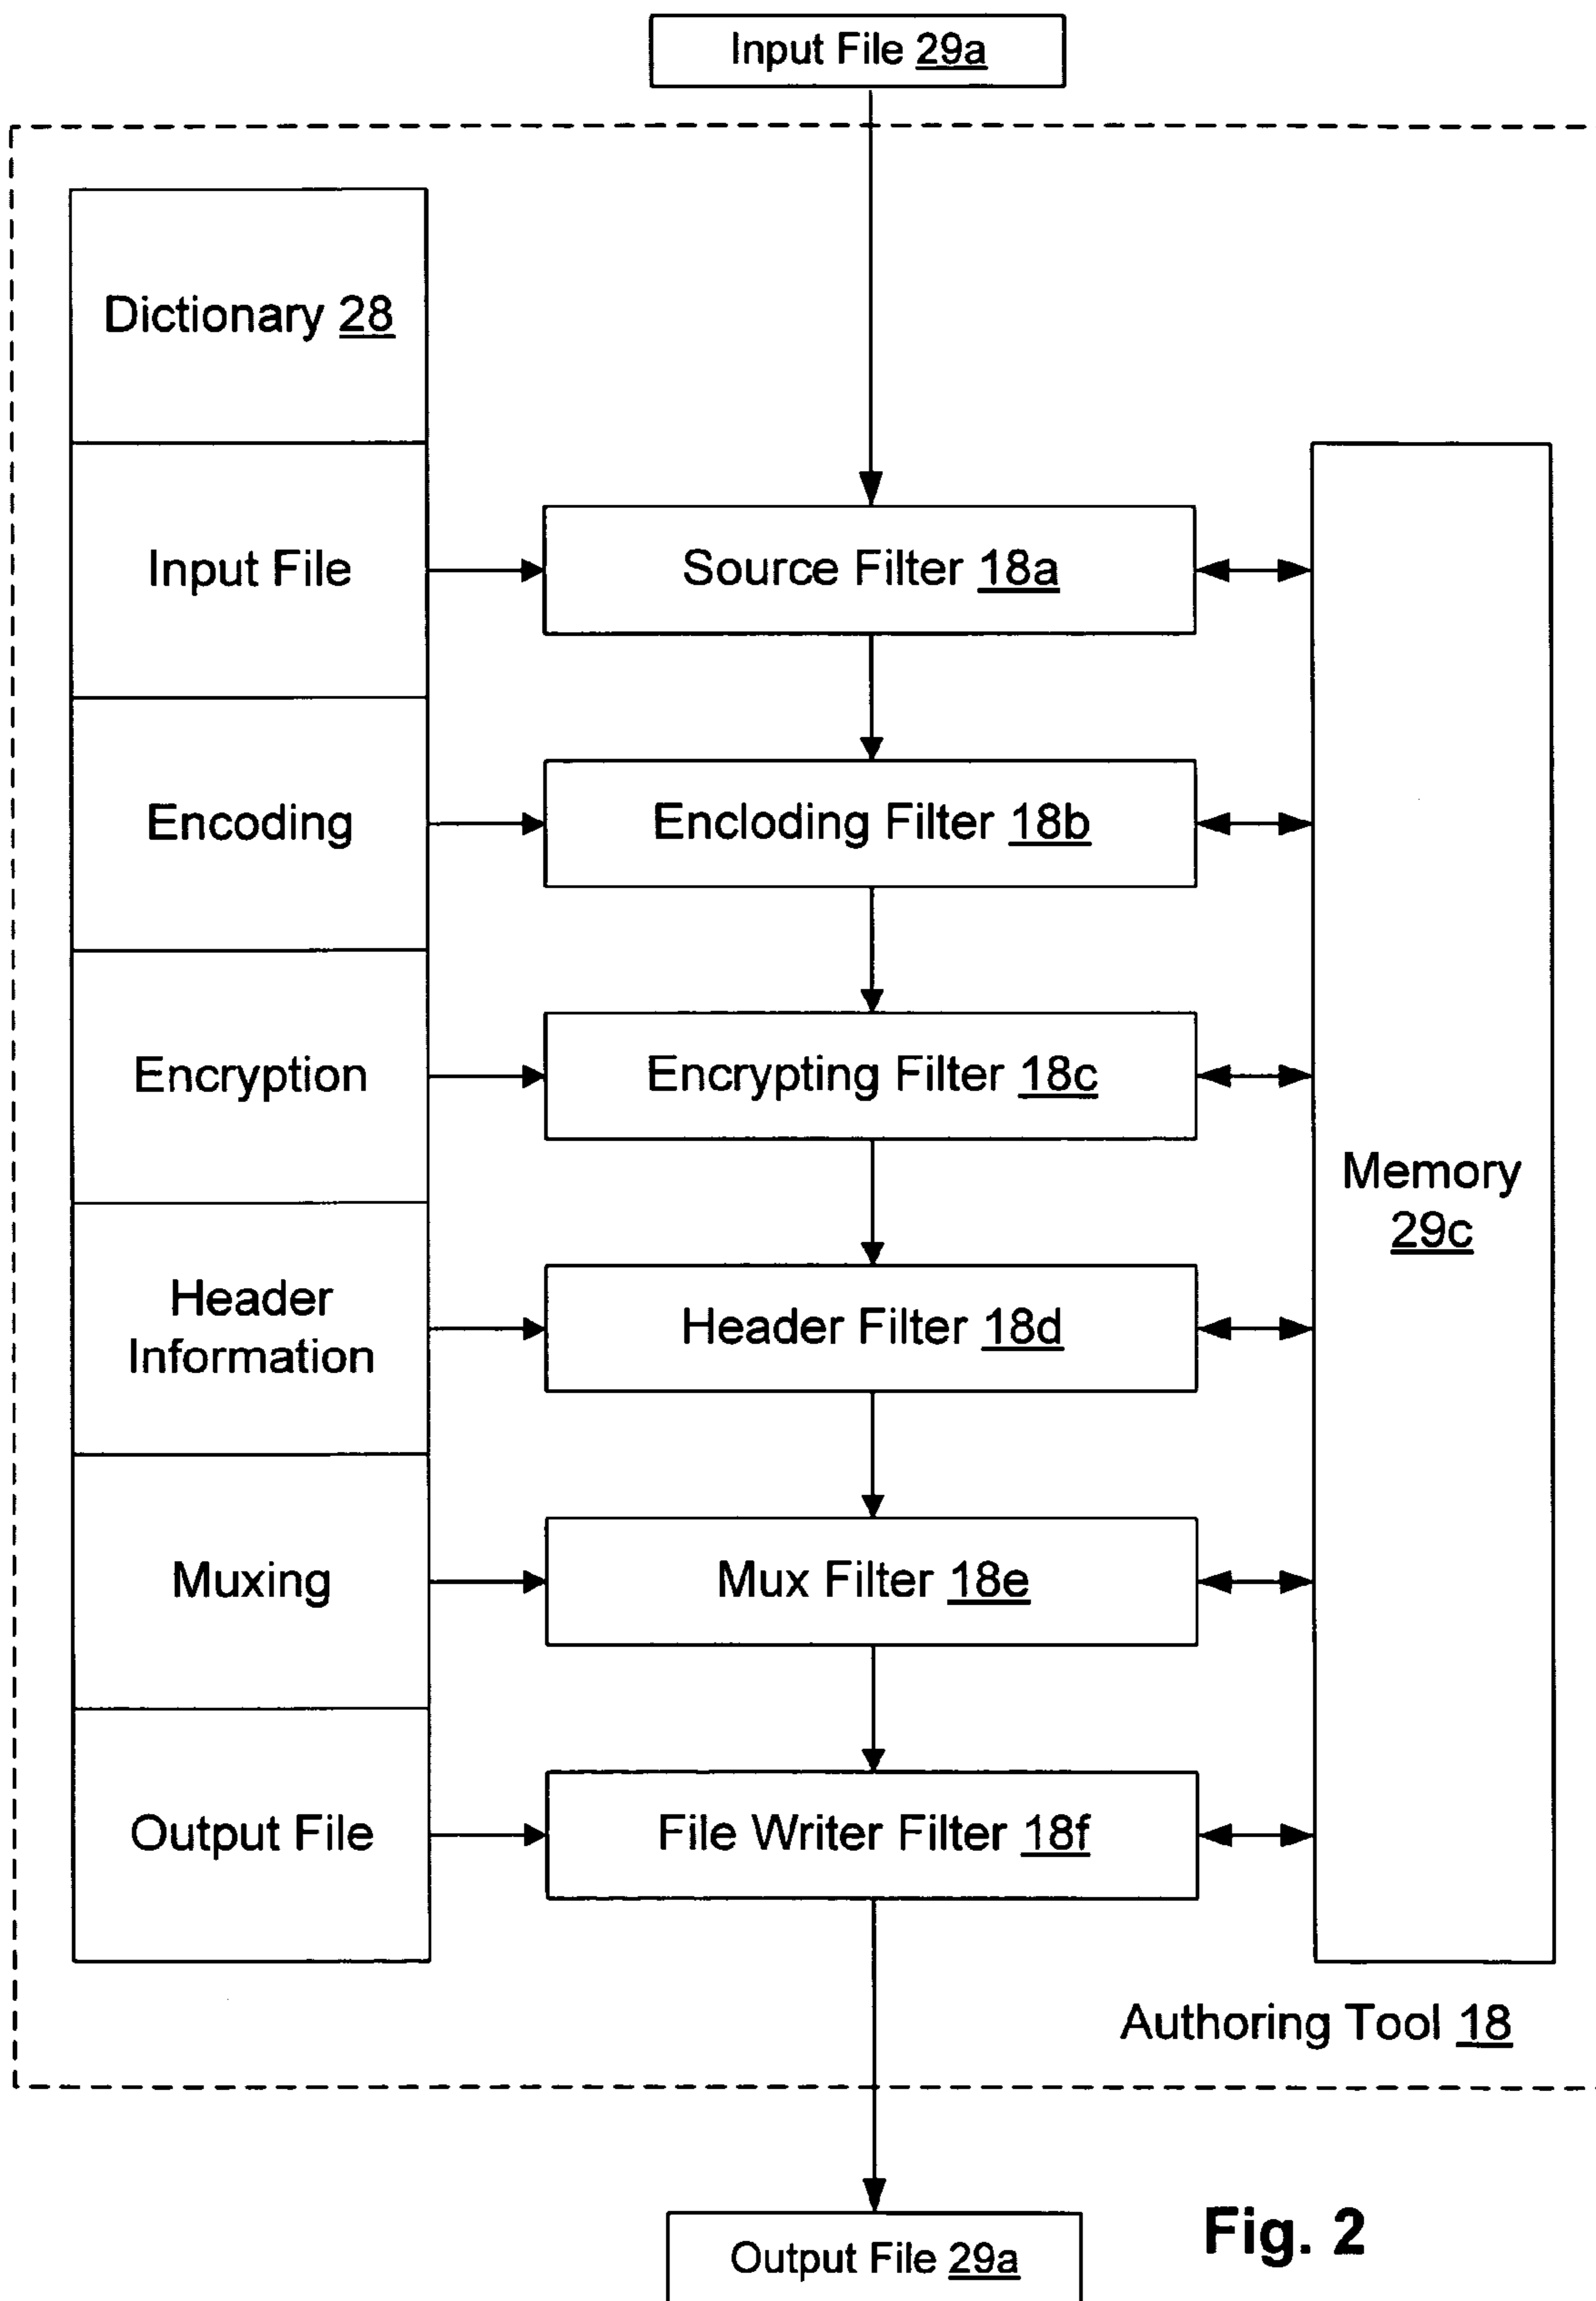 Input File 29a
Dictionary 28
Input File
Source Filter 18a
Encoding
Encloding Filter 18b
Encryption
Encrypting Filter 18c
Memory
29c
Header
Information
Header Filter 18d
Muxing
Mux Filter 18e
Output File
File Writer Filter 18f
Authoring Tool 18
Output File 29a
Fig. 2